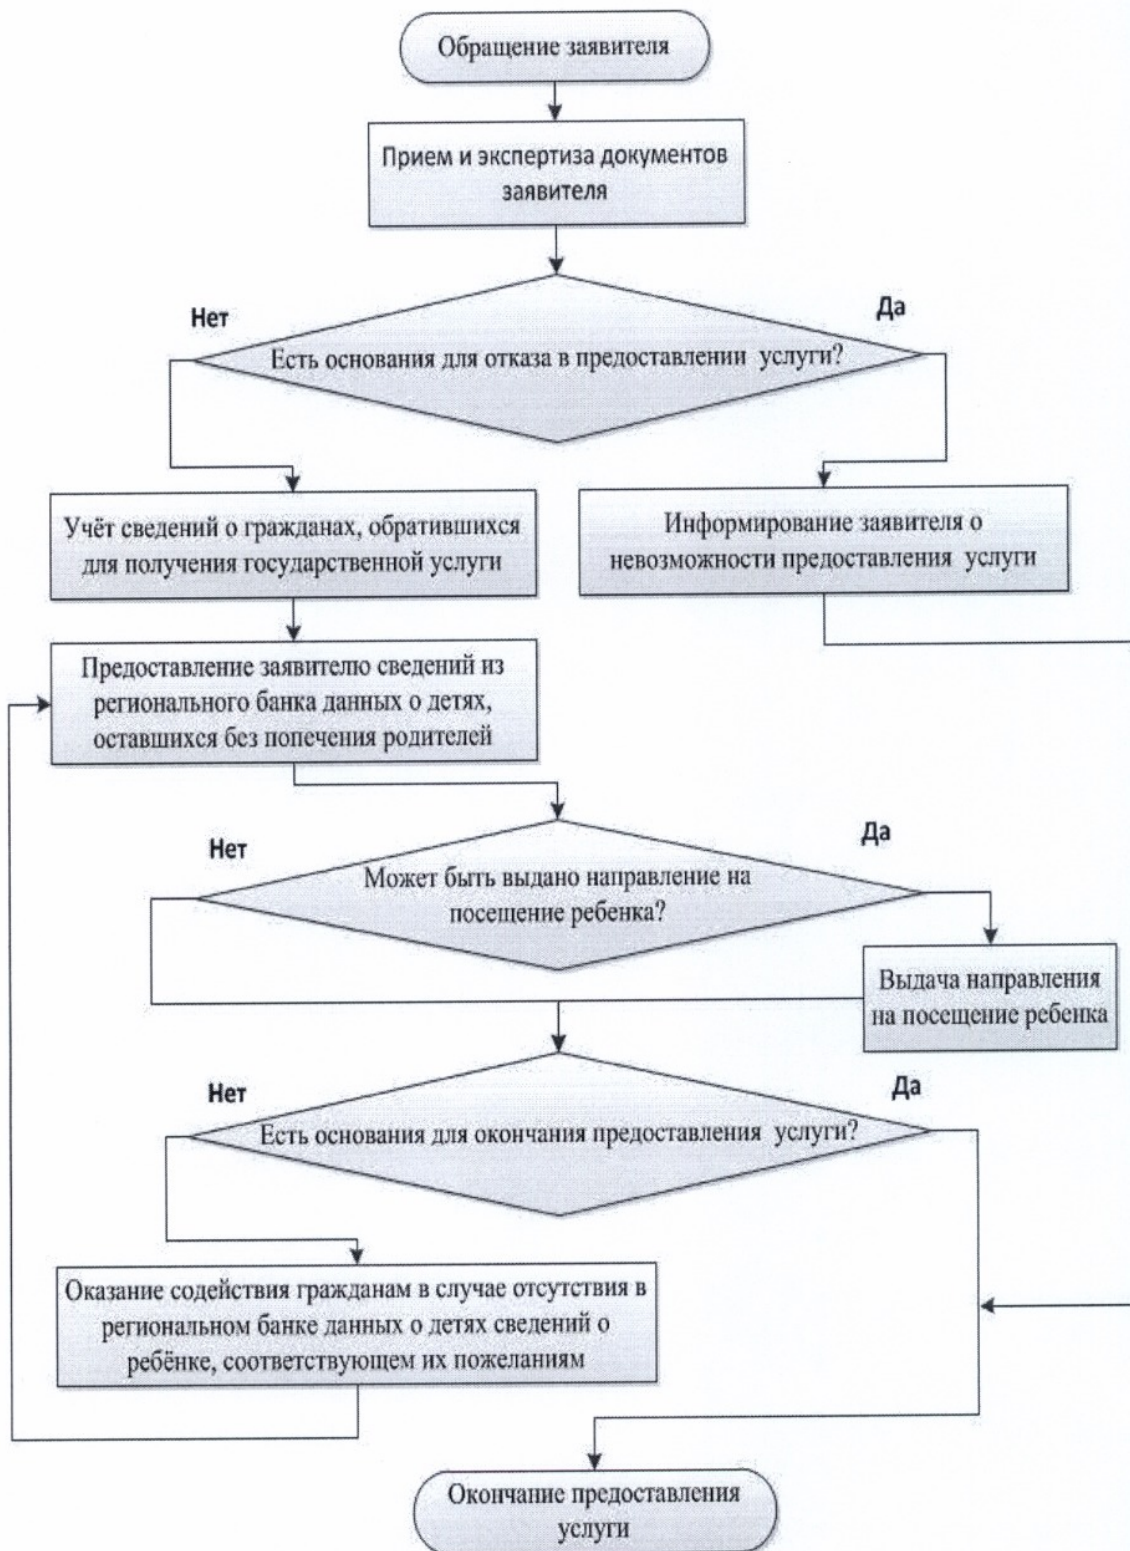 Обращение заявителя
Прием и экспертиза документов
заявителя
Нет
Да
Есть основания для отказа в предоставлении услуги?
Учёт сведений о гражданах, обратившихся
для получения государственной услуги
Информирование заявителя о
невозможности предоставления услуги
Предоставление заявителю сведений из
регионального банка данных о детях,
оставшихся без попечения родителей
Нет
Да
Может быть выдано направление на
посещение ребенка?
Выдача направления
на посещение ребенка
Нет
Да
Есть основания для окончания предоставления услуги?
Оказание содействия гражданам в случае отсутствия в
региональном банке данных о детях сведений о
ребёнке, соответствующем их пожеланиям
Окончание предоставления
услуги